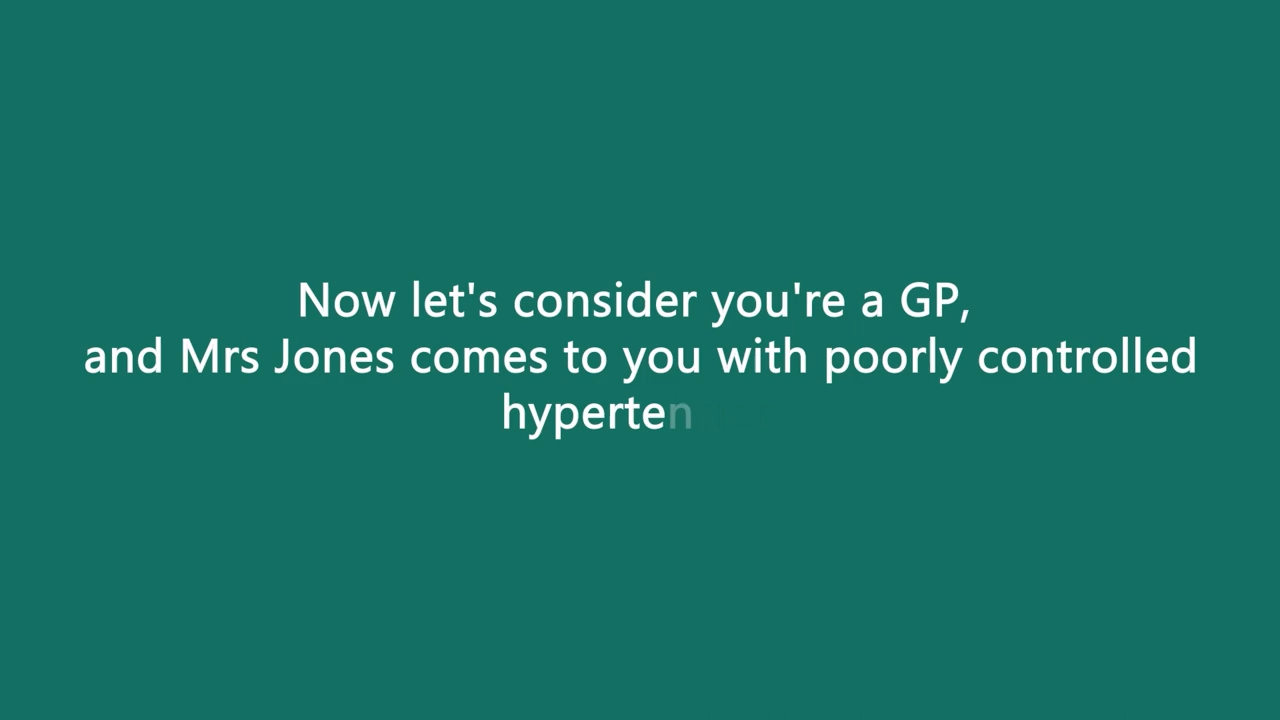 Now let's consider you're a GP,
and Mrs Jones comes to you with poorly controlled
hyperten